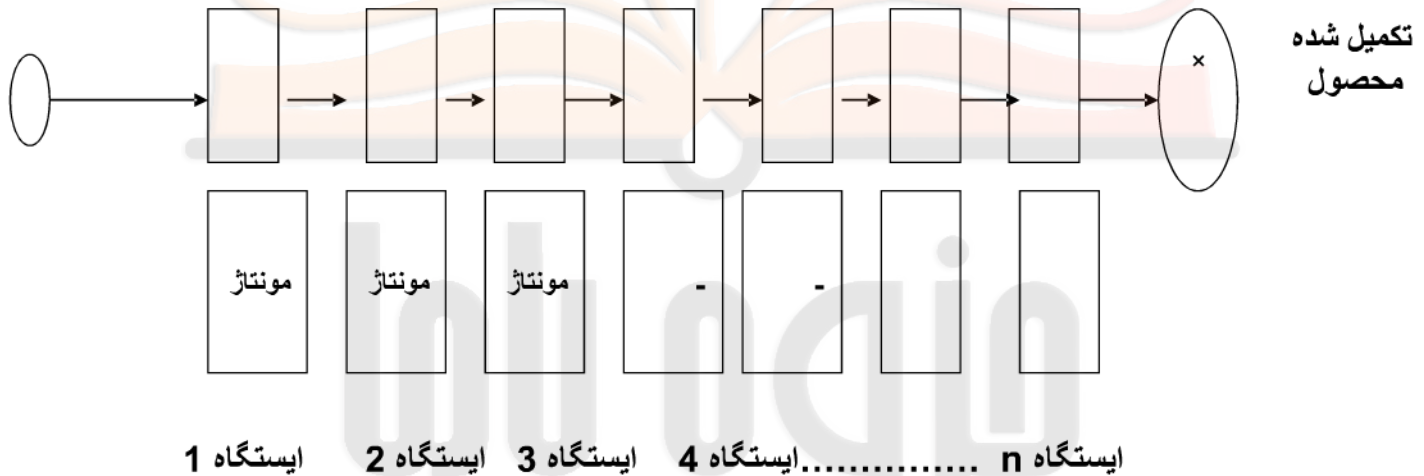 تکمیل شده
محصول
×
مونتاژ مونتاژ مونتاژ - -
ایستگاه 1 ایستگاه 2 ایستگاه 3 ایستگاه 4 ............... ایستگاه n